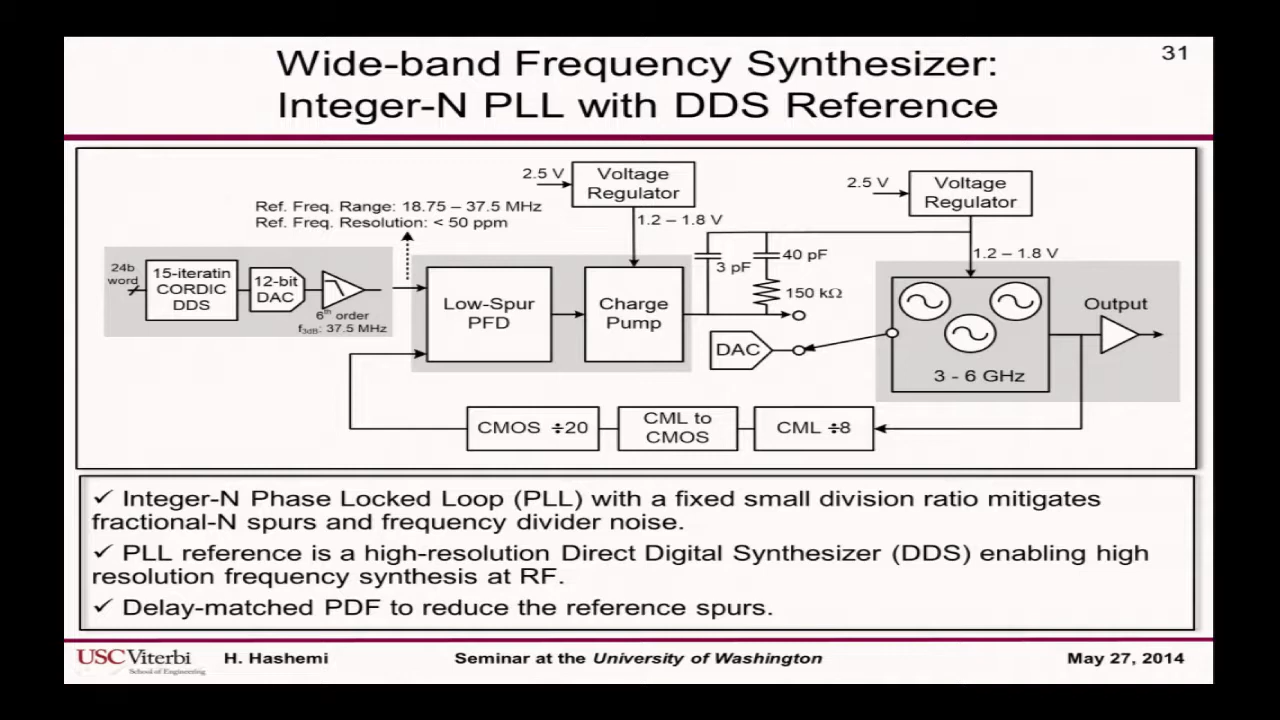 Wide-band Frequency Synthesizer:
Integer-N PLL with DDS Reference
31
2.5 V
Voltage
Regulator
1.2 – 1.8 V
2.5 V
Voltage
Regulator
1.2 – 1.8 V
Ref. Freq. Range: 18.75 – 37.5 MHz
Ref. Freq. Resolution: < 50 ppm
24b
word
15-iteratin
CORDIC
DDS
12-bit
DAC
6th order
f3dB: 37.5 MHz
Low-Spur
PFD
Charge
Pump
3 pF
40 pF
150 kΩ
DAC
3 - 6 GHz
Output
CMOS ÷20
CML to
CMOS
CML ÷8
✓ Integer-N Phase Locked Loop (PLL) with a fixed small division ratio mitigates
fractional-N spurs and frequency divider noise.
✓ PLL reference is a high-resolution Direct Digital Synthesizer (DDS) enabling high
resolution frequency synthesis at RF.
✓ Delay-matched PDF to reduce the reference spurs.
USC Viterbi
School of Engineering
H. Hashemi
Seminar at the University of Washington
May 27, 2014